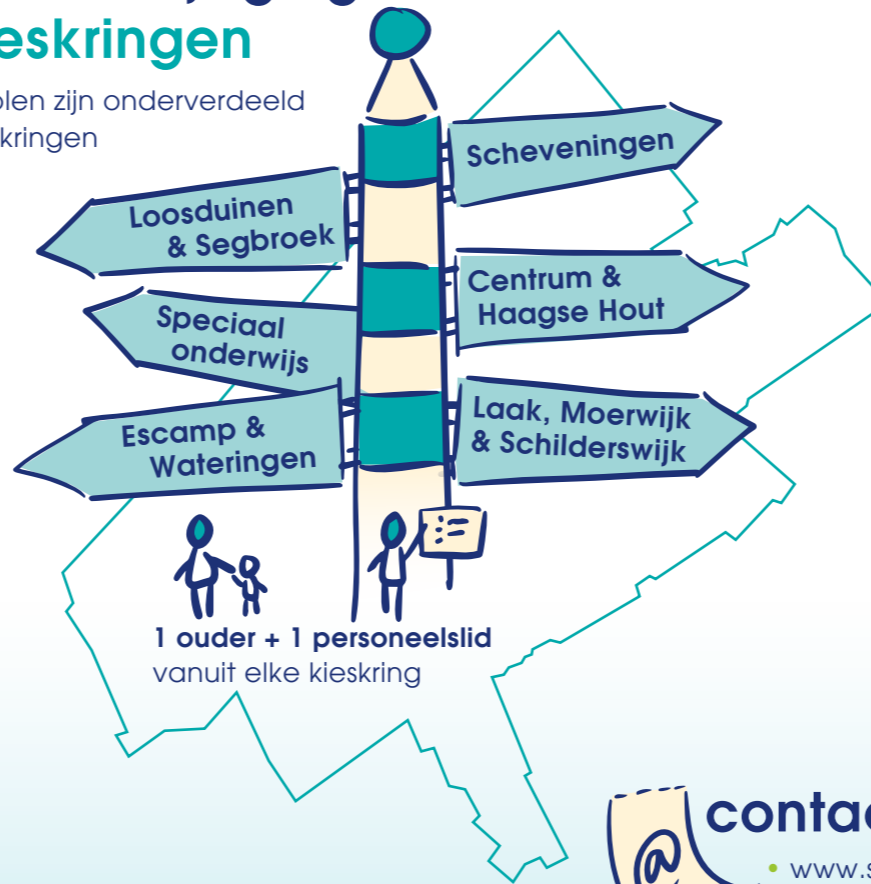 eskringen
olen zijn onderverdeeld
kringen
Scheveningen
Loosduinen
& Segbroek
Centrum &
Haagse Hout
Speciaal
onderwijs
Laak, Moerwijk
& Schilderswijk
Escamp &
Wateringen
1 ouder + 1 personeelslid
vanuit elke kieskring
contac
@
• www.s